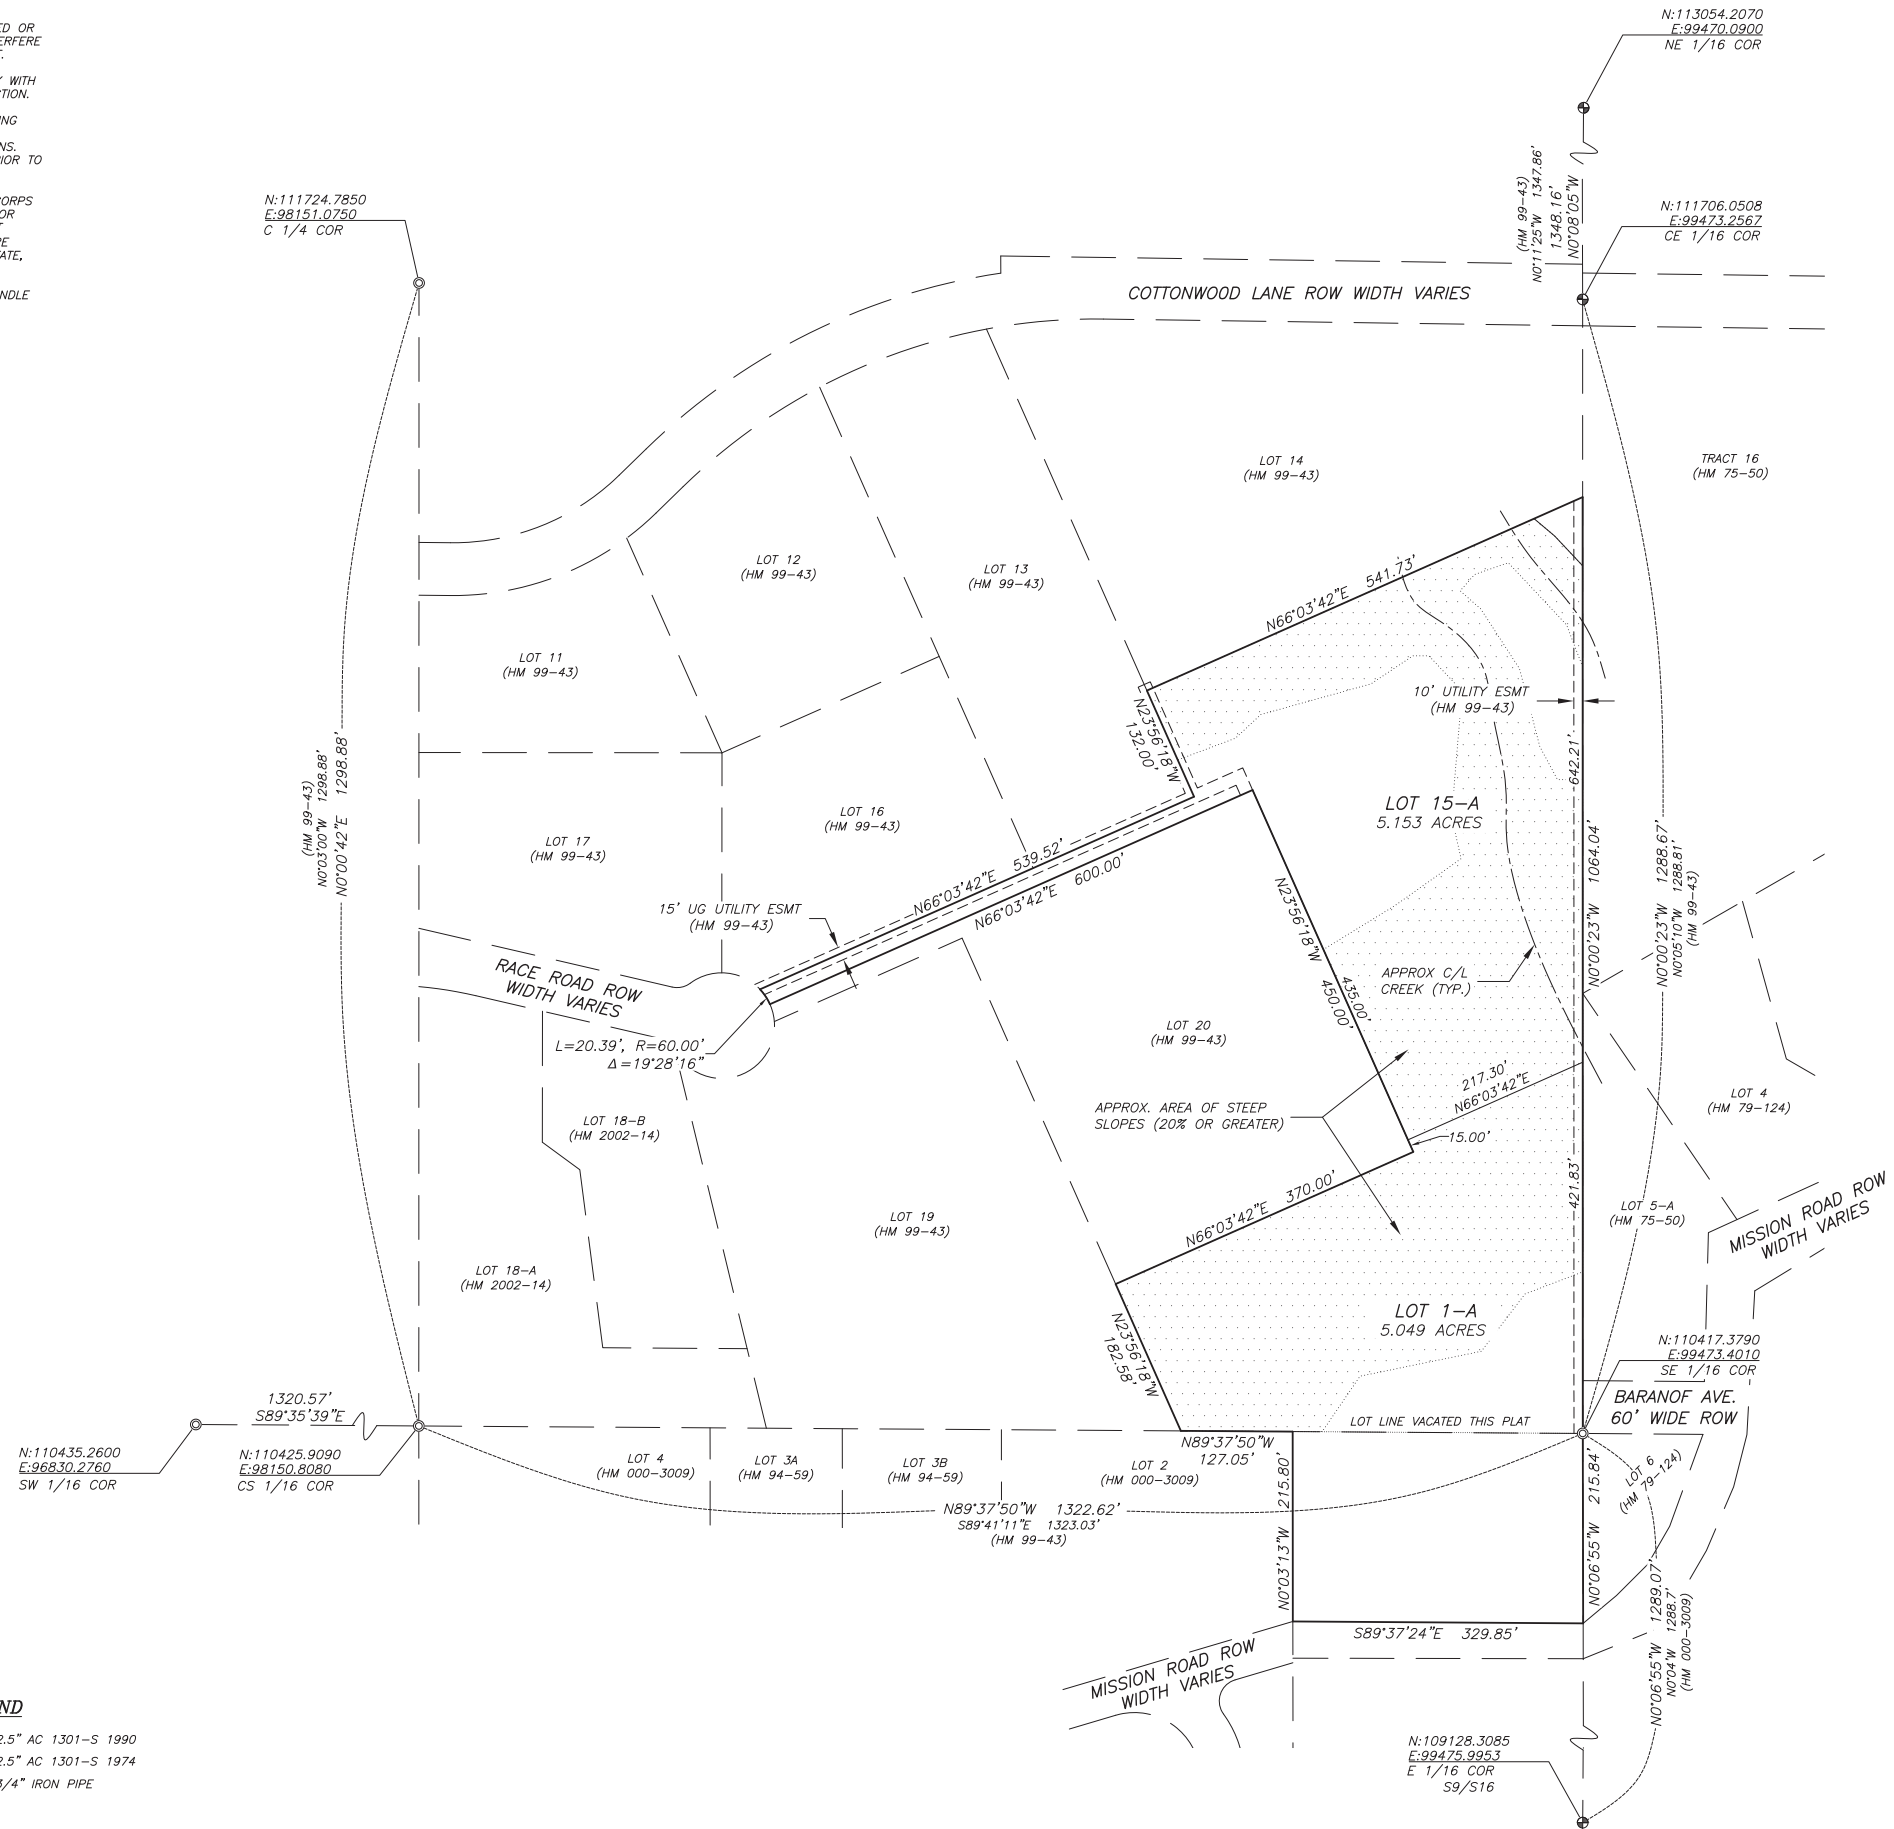 ED OR
ERFERE
WITH
CTION.
ING
NS.
IOR TO
CORPS
OR
PE
ATE,
NDLE
N:113054.2070
E:99470.0900
NE 1/16 COR
(HM 99-43)
N0°11'25"W 1347.86'
1348.16'
N0°08'05"W
N:111724.7850
E:98151.0750
C 1/4 COR
N:111706.0508
E:99473.2567
CE 1/16 COR
COTTONWOOD LANE ROW WIDTH VARIES
LOT 14
(HM 99-43)
TRACT 16
(HM 75-50)
LOT 12
(HM 99-43)
LOT 13
(HM 99-43)
N66°03'42"E 541.73'
LOT 11
(HM 99-43)
10' UTILITY ESMT
(HM 99-43)
N23°56'18"W
132.00'
642.21'
(HM 99-43)
N0°03'00"W 1298.88'
N0°00'42"E 1298.88'
LOT 16
(HM 99-43)
LOT 15-A
5.153 ACRES
LOT 17
(HM 99-43)
N66°03'42"E 539.52'
N66°03'42"E 600.00'
15' UG UTILITY ESMT
(HM 99-43)
N23°56'18"W
435.00'
450.00'
N0°00'23"W 1064.04'
N0°00'23"W 1288.67'
N0°05'10"W 1288.81'
(HM 99-43)
RACE ROAD ROW
WIDTH VARIES
APPROX C/L
CREEK (TYP.)
L=20.39', R=60.00'
Δ=19°28'16"
LOT 20
(HM 99-43)
217.30'
N66°03'42"E
LOT 4
(HM 79-124)
LOT 18-B
(HM 2002-14)
APPROX. AREA OF STEEP
SLOPES (20% OR GREATER)
15.00'
421.83'
N66°03'42"E 370.00'
LOT 19
(HM 99-43)
LOT 5-A
(HM 75-50)
MISSION ROAD ROW
WIDTH VARIES
LOT 18-A
(HM 2002-14)
LOT 1-A
5.049 ACRES
N23°56'18"W
182.58'
N:110417.3790
E:99473.4010
SE 1/16 COR
BARANOF AVE.
60' WIDE ROW
1320.57'
S89°35'39"E
LOT LINE VACATED THIS PLAT
N89°37'50"W
127.05'
N:110435.2600
E:96830.2760
SW 1/16 COR
N:110425.9090
E:98150.8080
CS 1/16 COR
LOT 4
(HM 000-3009)
LOT 3A
(HM 94-59)
LOT 3B
(HM 94-59)
LOT 2
(HM 000-3009)
LOT 6
(HM 79-124)
N89°37'50"W 1322.62'
S89°41'11"E 1323.03'
(HM 99-43)
N0°03'13"W 215.80'
N0°06'55"W 215.84'
S89°37'24"E 329.85'
N0°06'55"W 1289.07'
N0°04'W 1288.7'
(HM 000-3009)
MISSION ROAD ROW
WIDTH VARIES
ND
2.5" AC 1301-S 1990
2.5" AC 1301-S 1974
3/4" IRON PIPE
N:109128.3085
E:99475.9953
E 1/16 COR
S9/S16